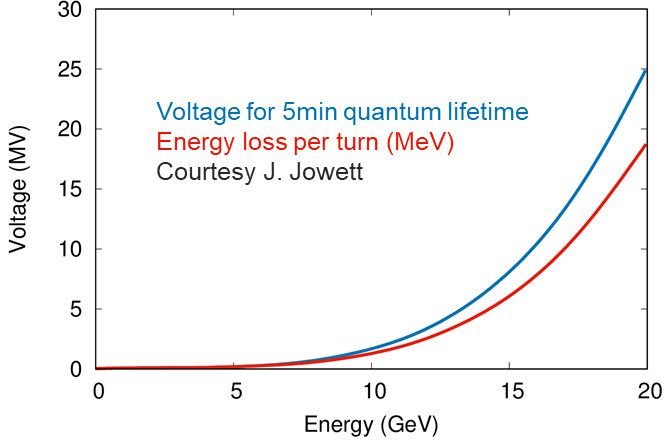 30
25
20
15
10
5
0
Voltage (MV)
Voltage for 5min quantum lifetime
Energy loss per turn (MeV)
Courtesy J. Jowett
0 5 10 15 20
Energy (GeV)